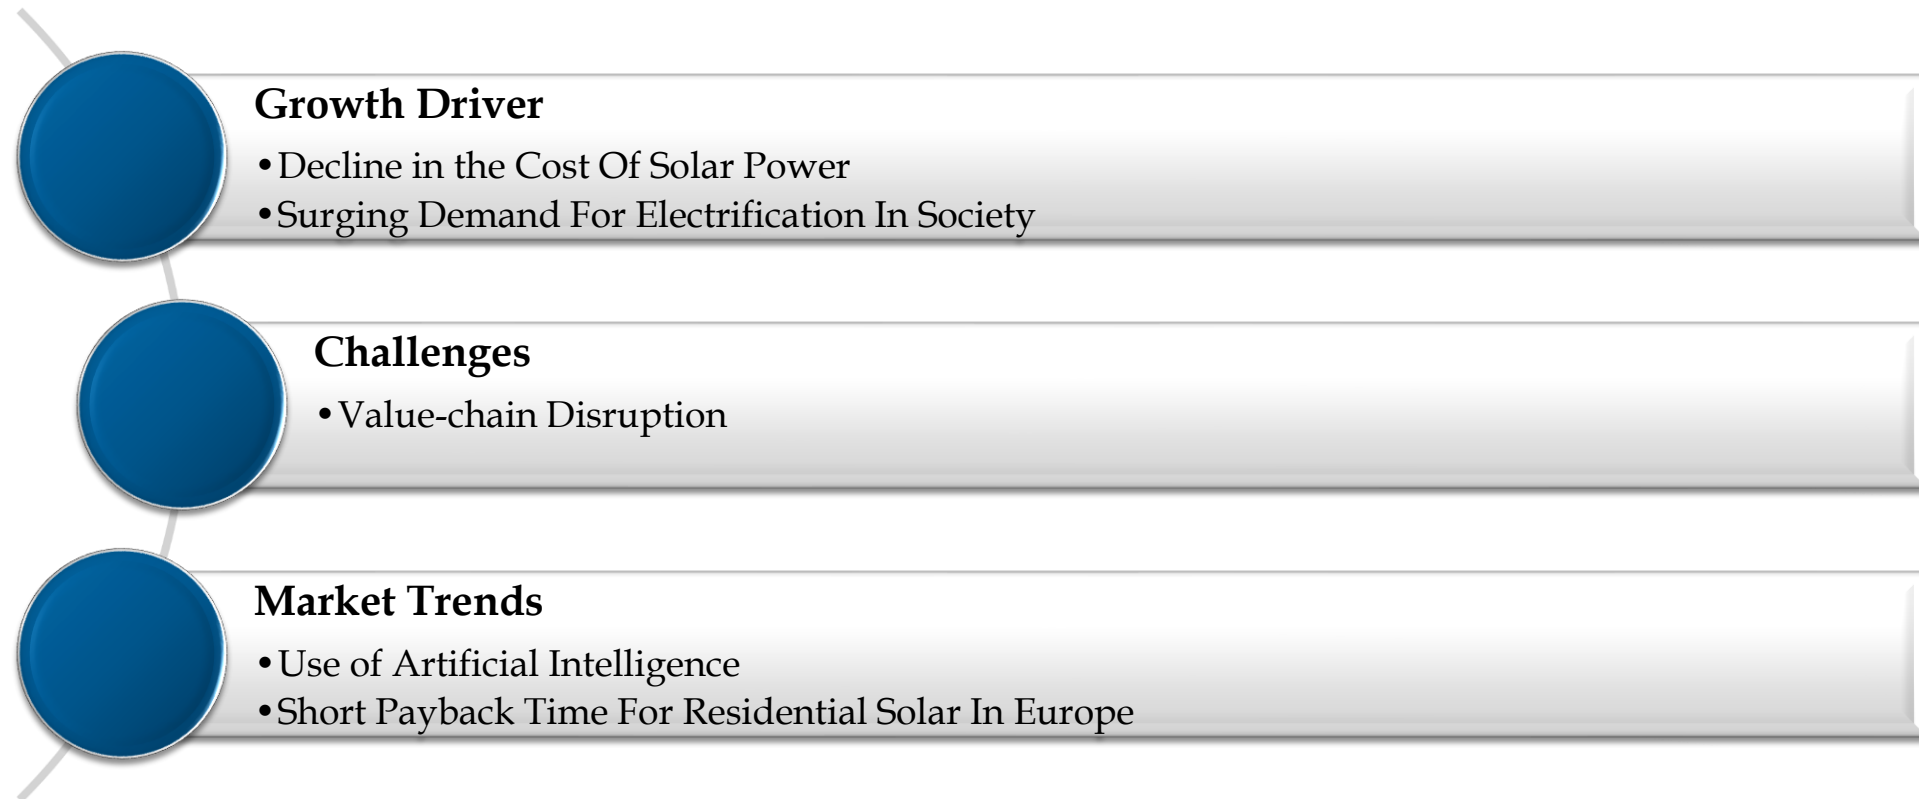 Growth Driver
•Decline in the Cost Of Solar Power
•Surging Demand For Electrification In Society
Challenges
•Value-chain Disruption
Market Trends
•Use of Artificial Intelligence
•Short Payback Time For Residential Solar In Europe